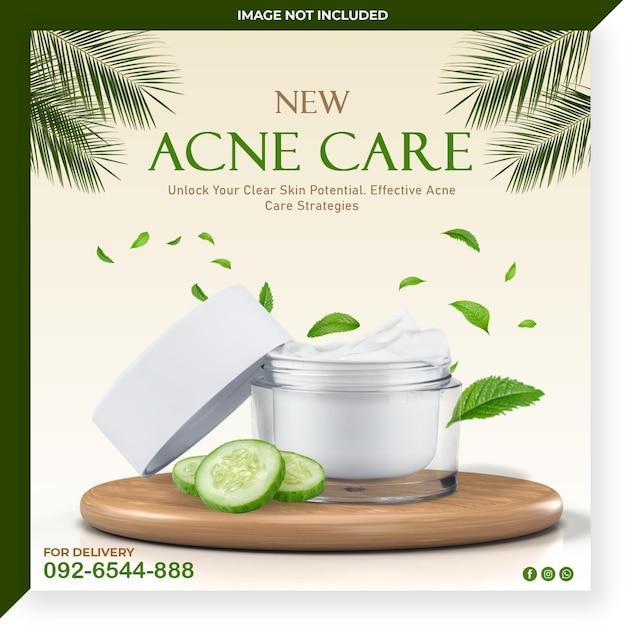 IMAGE NOT INCLUDED
NEW
ACNE CARE
Unlock Your Clear Skin Potential. Effective Acne
Care Strategies
FOR DELIVERY
092-6544-888